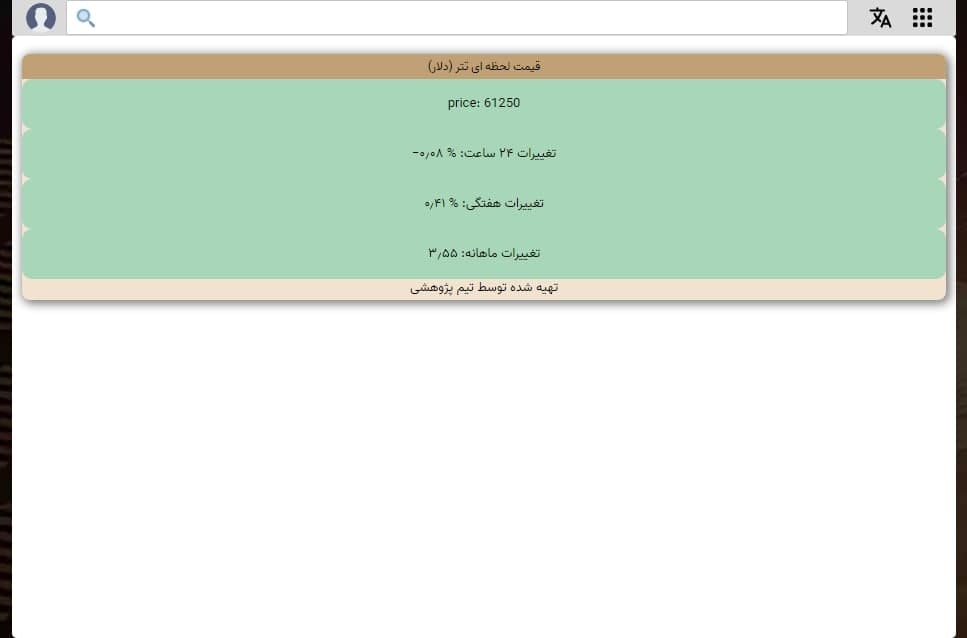 قیمت لحظه ای تتر (دلار)
price: 61250
تغییرات ۲۴ ساعت: % ۰٫۰۸−
تغییرات هفتگی: % ۰٫۴۱
تغییرات ماهانه: ۳٫۵۵
تهیه شده توسط تیم پژوهشی